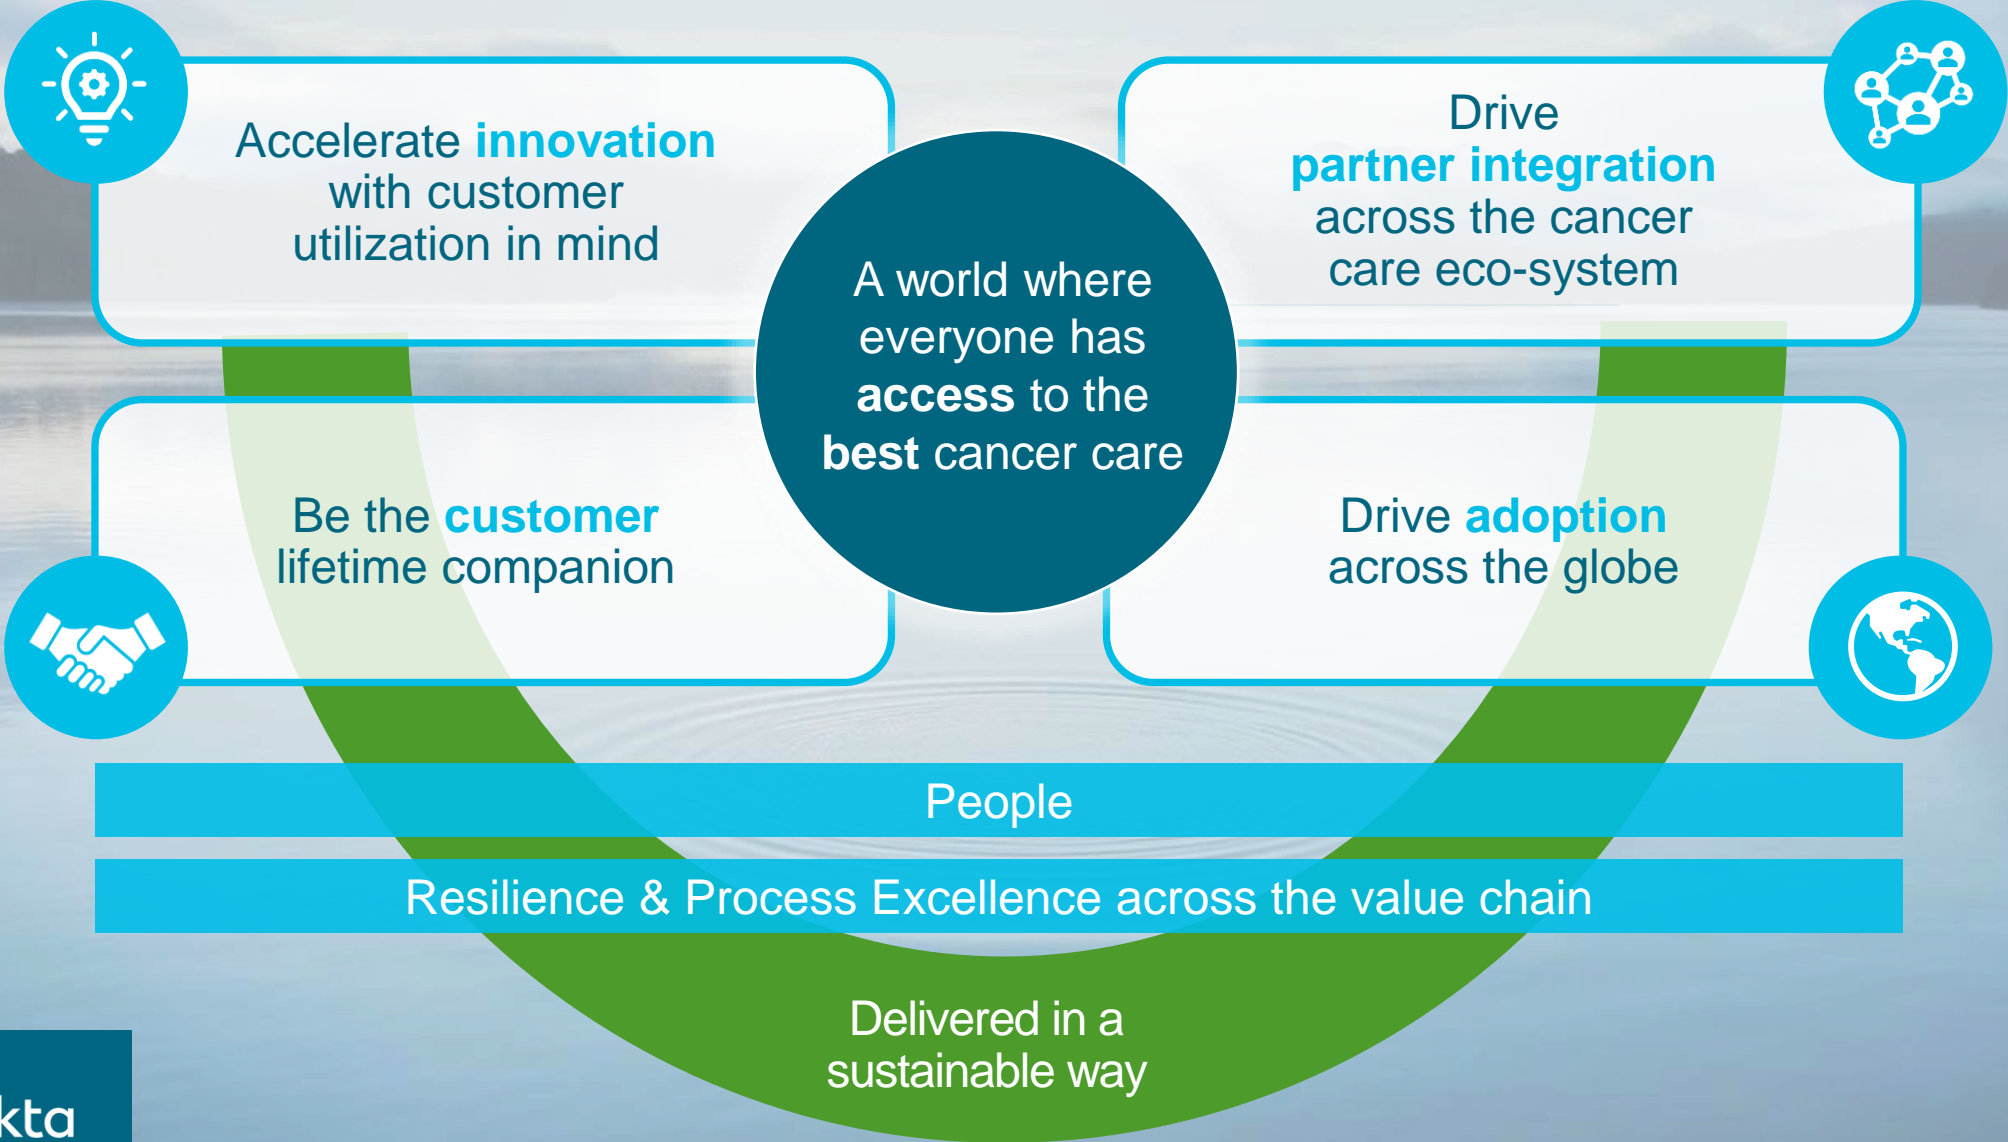 Accelerate innovation
with customer
utilization in mind
Drive
partner integration
across the cancer
care eco-system
A world where
everyone has
access to the
best cancer care
Be the customer
lifetime companion
Drive adoption
across the globe
People
Resilience & Process Excellence across the value chain
Delivered in a
sustainable way
kta